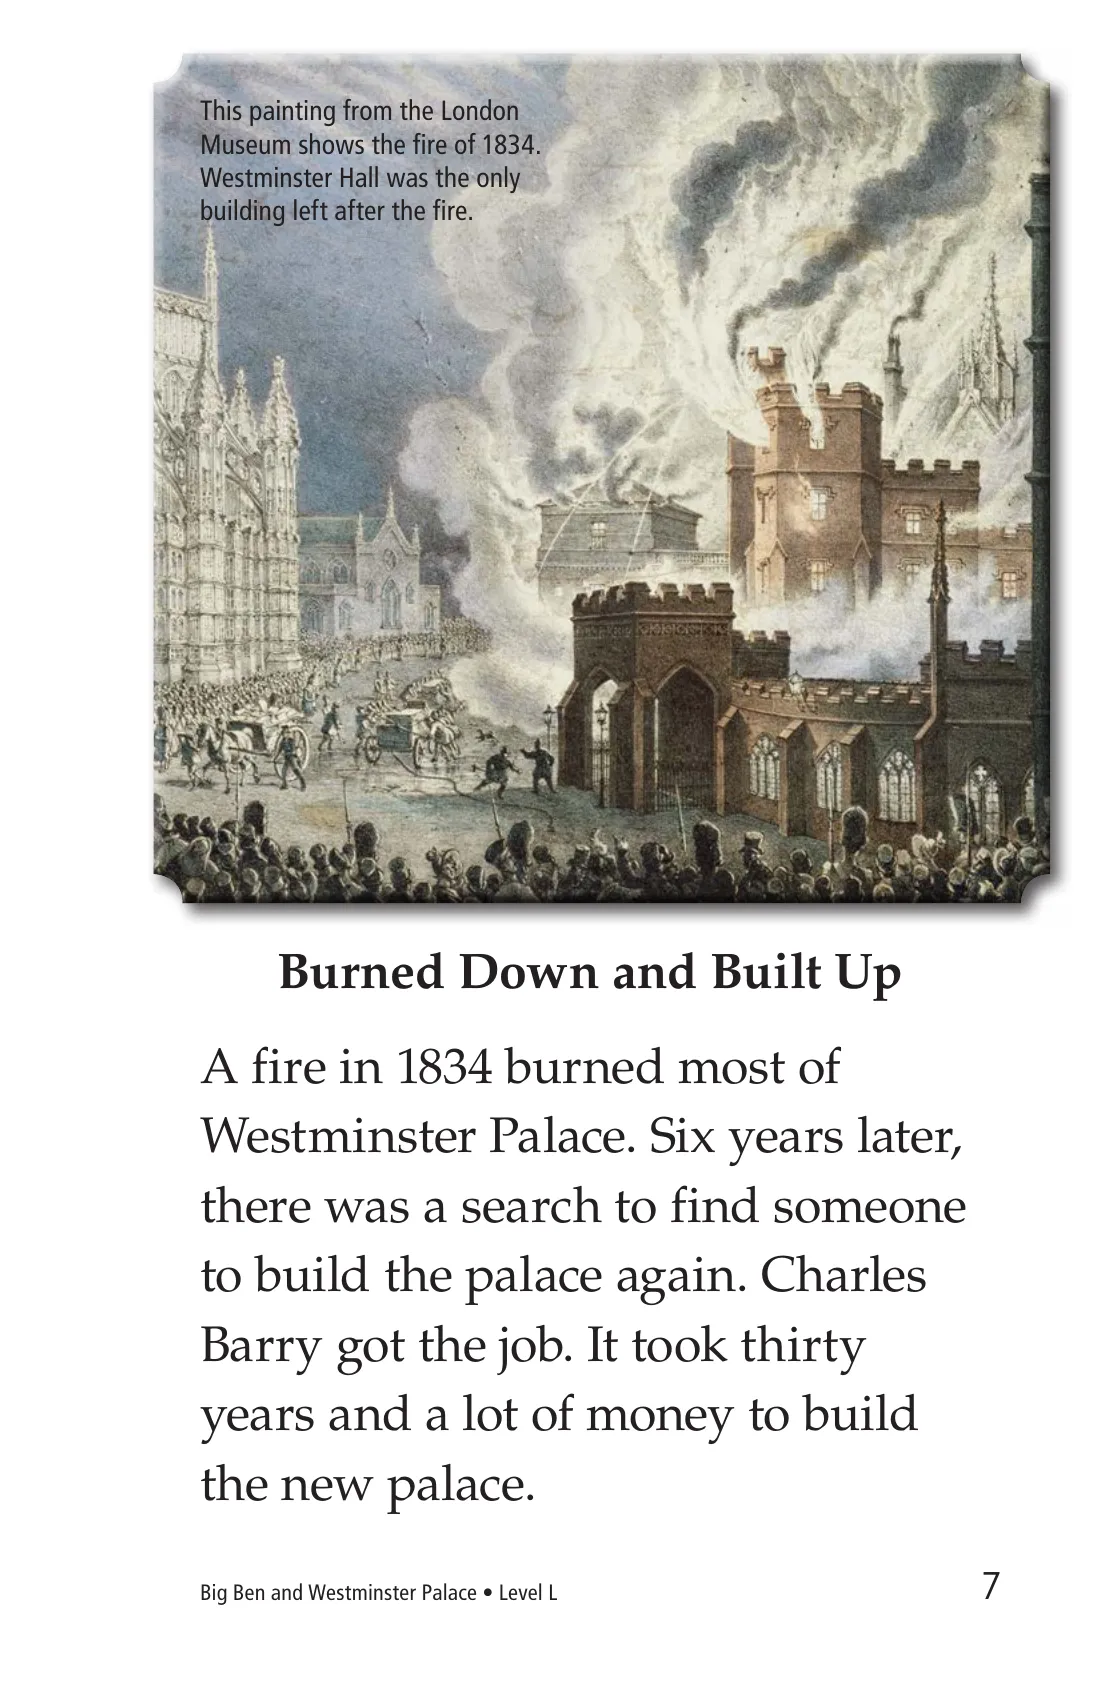 This painting from the London
Museum shows the fire of 1834.
Westminster Hall was the only
building left after the fire.
Burned Down and Built Up
A fire in 1834 burned most of
Westminster Palace. Six years later,
there was a search to find someone
to build the palace again. Charles
Barry got the job. It took thirty
years and a lot of money to build
the new palace.
Big Ben and Westminster Palace • Level L
7